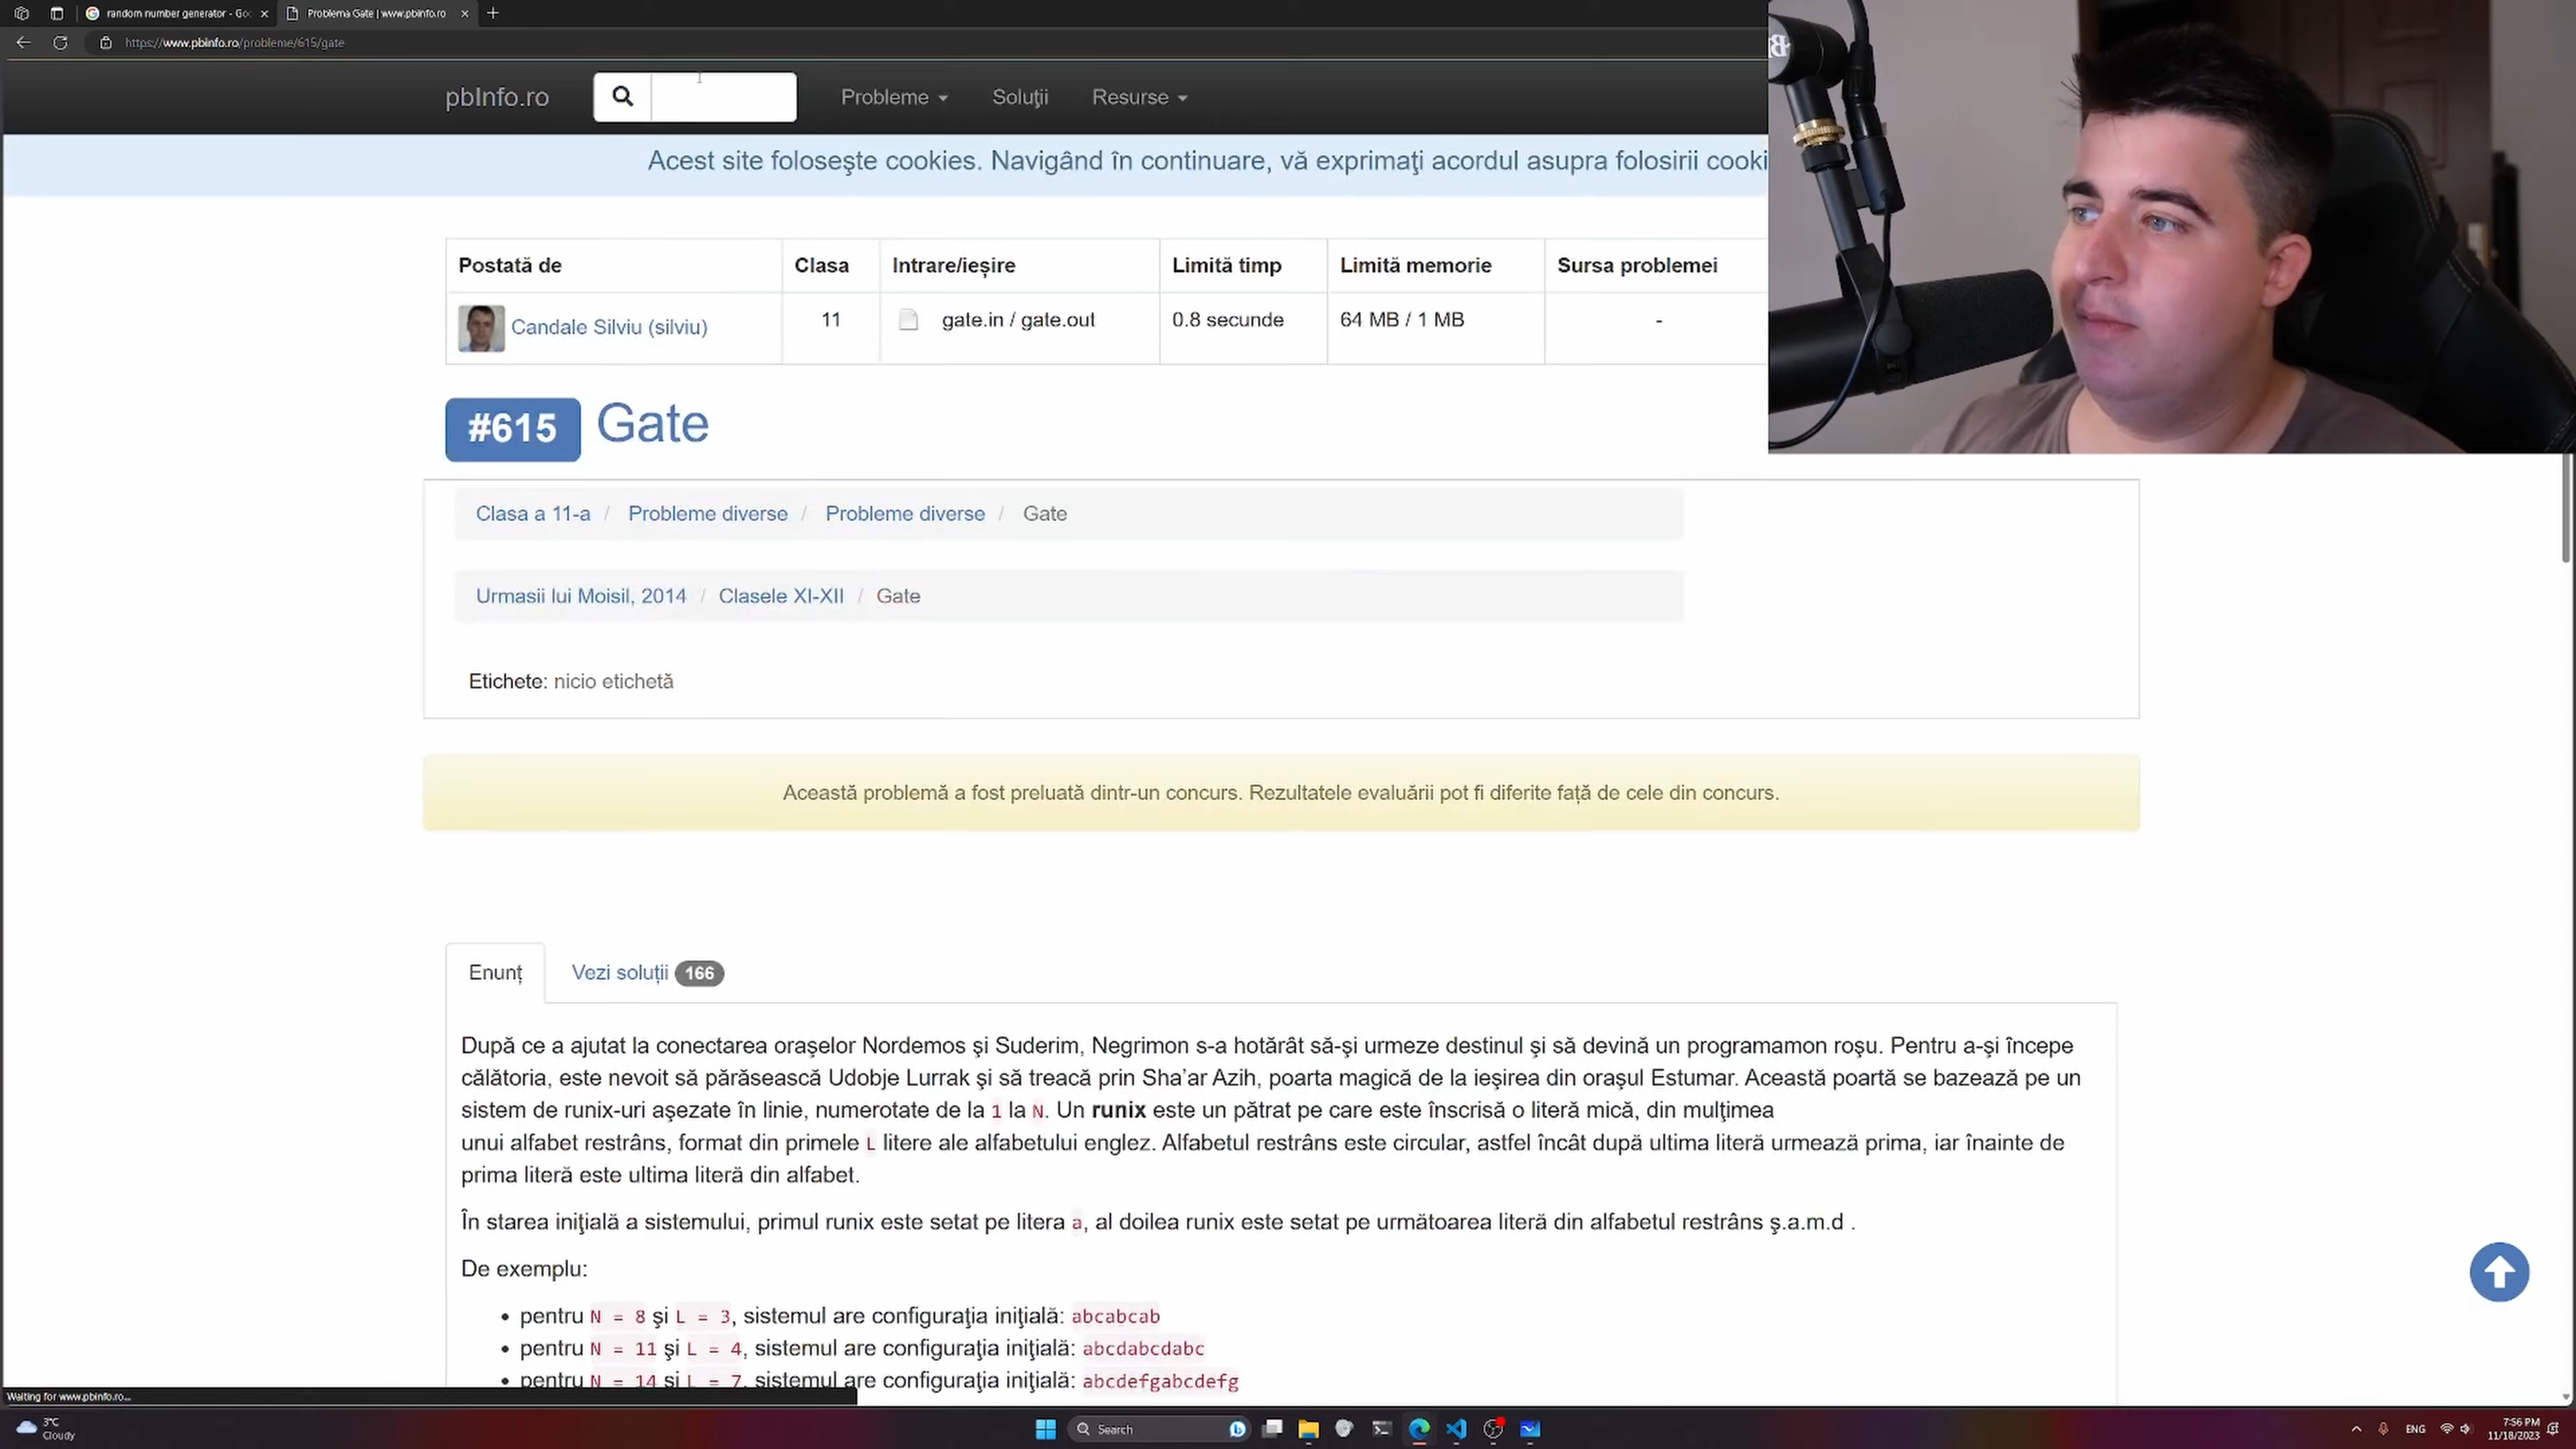 random number generator - Goo
Problema Gate | www.pbinfo.ro
https://www.pbinfo.ro/probleme/615/gate
pbInfo.ro
Probleme
Soluţii
Resurse
Acest site foloseşte cookies. Navigând în continuare, vă exprimaţi acordul asupra folosirii cooki
Postată de
Clasa
Intrare/ieșire
Limită timp
Limită memorie
Sursa problemei
Candale Silviu (silviu)
11
gate.in / gate.out
0.8 secunde
64 MB / 1 MB
-
#615 Gate
Clasa a 11-a / Probleme diverse / Probleme diverse / Gate
Urmasii lui Moisil, 2014 / Clasele XI-XII / Gate
Etichete: nicio etichetă
Această problemă a fost preluată dintr-un concurs. Rezultatele evaluării pot fi diferite față de cele din concurs.
Enunț
Vezi soluții 166
După ce a ajutat la conectarea oraşelor Nordemos şi Suderim, Negrimon s-a hotărât să-şi urmeze destinul şi să devină un programamon roşu. Pentru a-şi începe
călătoria, este nevoit să părăsească Udobje Lurrak şi să treacă prin Sha’ar Azih, poarta magică de la ieşirea din oraşul Estumar. Această poartă se bazează pe un
sistem de runix-uri aşezate în linie, numerotate de la 1 la N. Un runix este un pătrat pe care este înscrisă o literă mică, din mulţimea
unui alfabet restrâns, format din primele L litere ale alfabetului englez. Alfabetul restrâns este circular, astfel încât după ultima literă urmează prima, iar înainte de
prima literă este ultima literă din alfabet.
În starea iniţială a sistemului, primul runix este setat pe litera a, al doilea runix este setat pe următoarea literă din alfabetul restrâns ş.a.m.d .
De exemplu:
• pentru N = 8 şi L = 3, sistemul are configuraţia iniţială: abcabcab
• pentru N = 11 şi L = 4, sistemul are configuraţia iniţială: abcdabcdabc
• pentru N = 14 şi L = 7, sistemul are configuraţia iniţială: abcdefgabcdefg
Waiting for www.pbinfo.ro...
3°C
Cloudy
Search
ENG
7:56 PM
11/18/2023